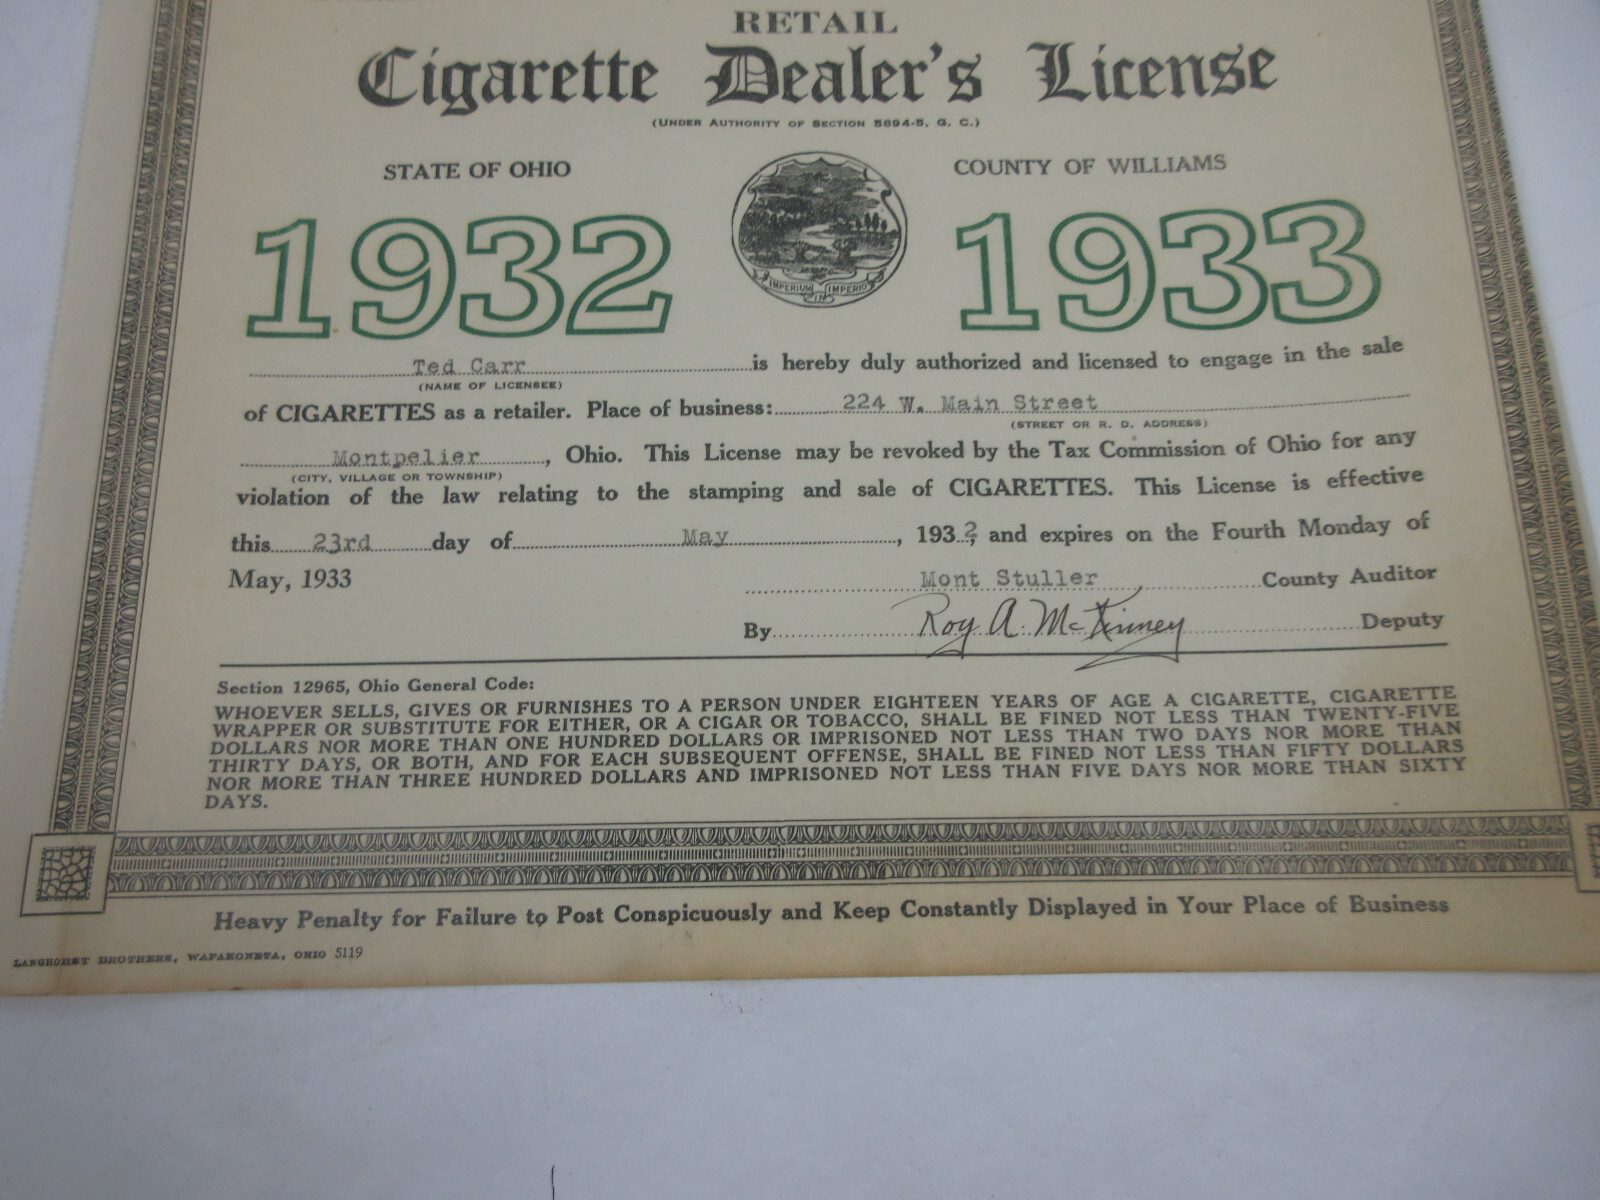 RETAIL
Cigarette Dealer's License
(UNDER AUTHORITY OF SECTION 5894-5, G. C.)
STATE OF OHIO
COUNTY OF WILLIAMS
1932 1933
IMPERIUM IN IMPERIO
Ted Carr is hereby duly authorized and licensed to engage in the sale
(NAME OF LICENSEE)
of CIGARETTES as a retailer. Place of business: 224 W. Main Street
(STREET OR R. D. ADDRESS)
Montpelier, Ohio. This License may be revoked by the Tax Commission of Ohio for any
(CITY, VILLAGE OR TOWNSHIP)
violation of the law relating to the stamping and sale of CIGARETTES. This License is effective
this 23rd day of May, 1932, and expires on the Fourth Monday of
May, 1933
Mont Stuller County Auditor
By Roy A. McKinney Deputy
Section 12965, Ohio General Code:
WHOEVER SELLS, GIVES OR FURNISHES TO A PERSON UNDER EIGHTEEN YEARS OF AGE A CIGARETTE, CIGARETTE
WRAPPER OR SUBSTITUTE FOR EITHER, OR A CIGAR OR TOBACCO, SHALL BE FINED NOT LESS THAN TWENTY-FIVE
DOLLARS NOR MORE THAN ONE HUNDRED DOLLARS OR IMPRISONED NOT LESS THAN TWO DAYS NOR MORE THAN
THIRTY DAYS, OR BOTH, AND FOR EACH SUBSEQUENT OFFENSE, SHALL BE FINED NOT LESS THAN FIFTY DOLLARS
NOR MORE THAN THREE HUNDRED DOLLARS AND IMPRISONED NOT LESS THAN FIVE DAYS NOR MORE THAN SIXTY
DAYS.
Heavy Penalty for Failure to Post Conspicuously and Keep Constantly Displayed in Your Place of Business
LANGHORST BROTHERS, WAPAKONETA, OHIO 5119